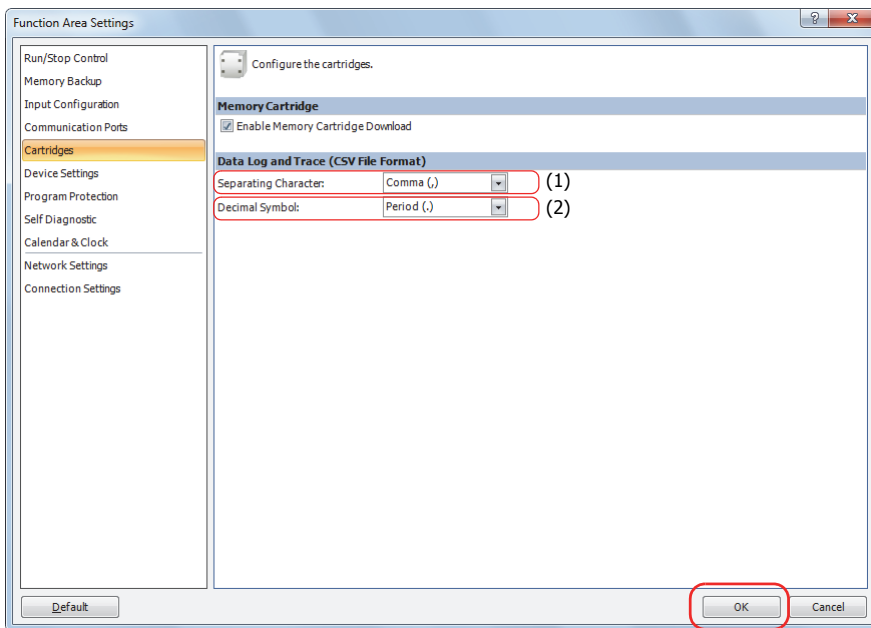 Function Area Settings
?
X
Run/Stop Control
Memory Backup
Input Configuration
Communication Ports
Cartridges
Device Settings
Program Protection
Self Diagnostic
Calendar & Clock
Network Settings
Connection Settings
Configure the cartridges.
Memory Cartridge
Enable Memory Cartridge Download
Data Log and Trace (CSV File Format)
Separating Character: Comma (,) (1)
Decimal Symbol: Period (.) (2)
Default
OK
Cancel